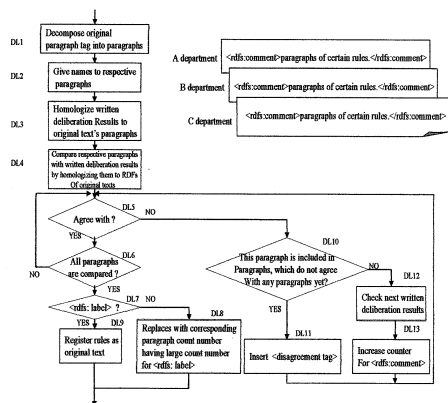 DL1
Decompose original
paragraph tag into paragraphs
DL2
Give names to respective
paragraphs
DL3
Homologize written
deliberation Results to
original text's paragraphs
DL4
Compare respective paragraphs
with written deliberation results
by homologizing them to RDFs
Of original texts
A department
<rdfs:comment>paragraphs of certain rules.</rdfs:comment>
B department
<rdfs:comment>paragraphs of certain rules.</rdfs:comment>
C department
<rdfs:comment>paragraphs of certain rules.</rdfs:comment>
DL5
Agree with ?
NO
YES
DL6
All paragraphs
are compared ?
NO
YES
DL7
<rdfs: label> ?
NO
YES
DL9
Register rules as
original text
DL8
Replaces with corresponding
paragraph count number
having large count number
for <rdfs: label>
DL10
This paragraph is included in
Paragraphs, which do not agree
With any paragraphs yet?
NO
YES
DL11
Insert <disagreement tag>
DL12
Check next written
deliberation results
DL13
Increase counter
For <rdfs:comment>